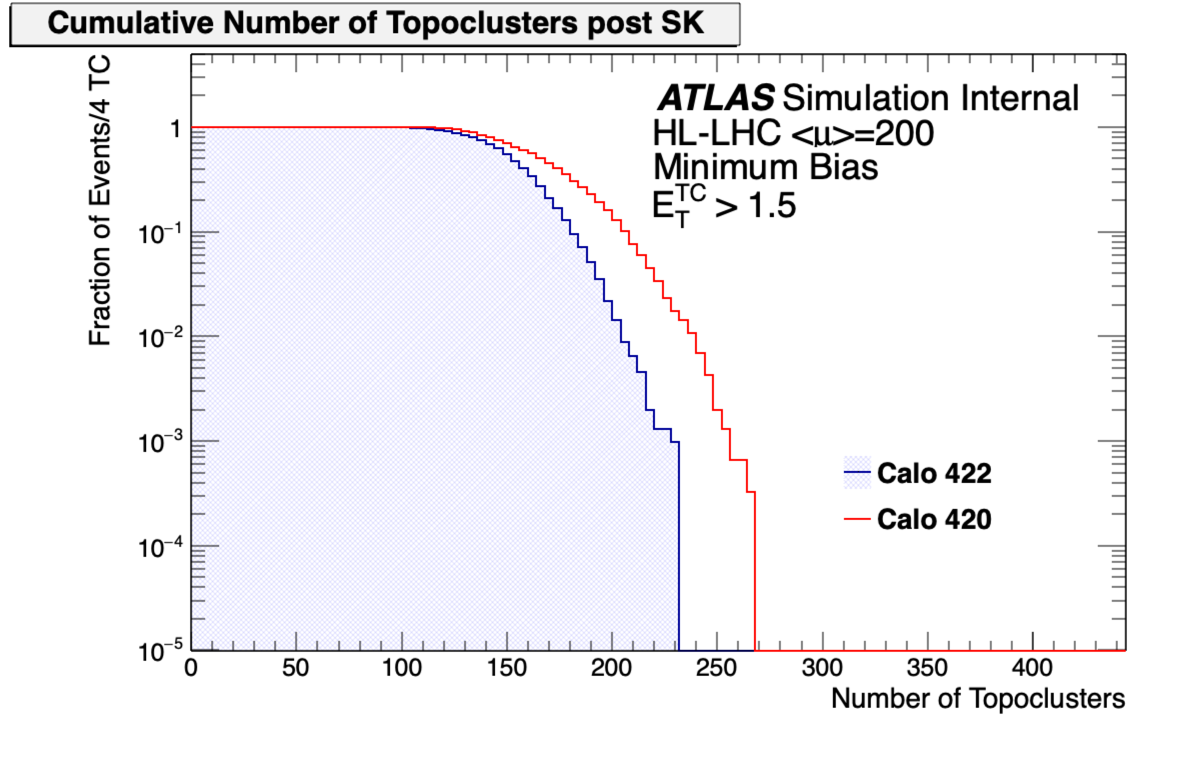 Cumulative Number of Topoclusters post SK
Fraction of Events/4 TC
ATLAS Simulation Internal
HL-LHC <μ>=200
Minimum Bias
E_T^TC > 1.5
1
10⁻¹
10⁻²
10⁻³
10⁻⁴
10⁻⁵
Calo 422
Calo 420
0 50 100 150 200 250 300 350 400
Number of Topoclusters